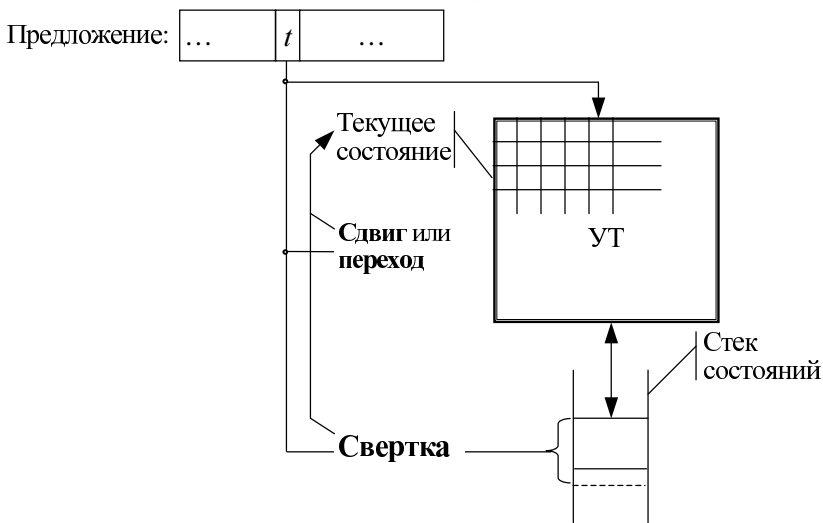 Предложение: ... t ...
Текущее
состояние
Сдвиг или
переход
УТ
Стек
состояний
Свертка